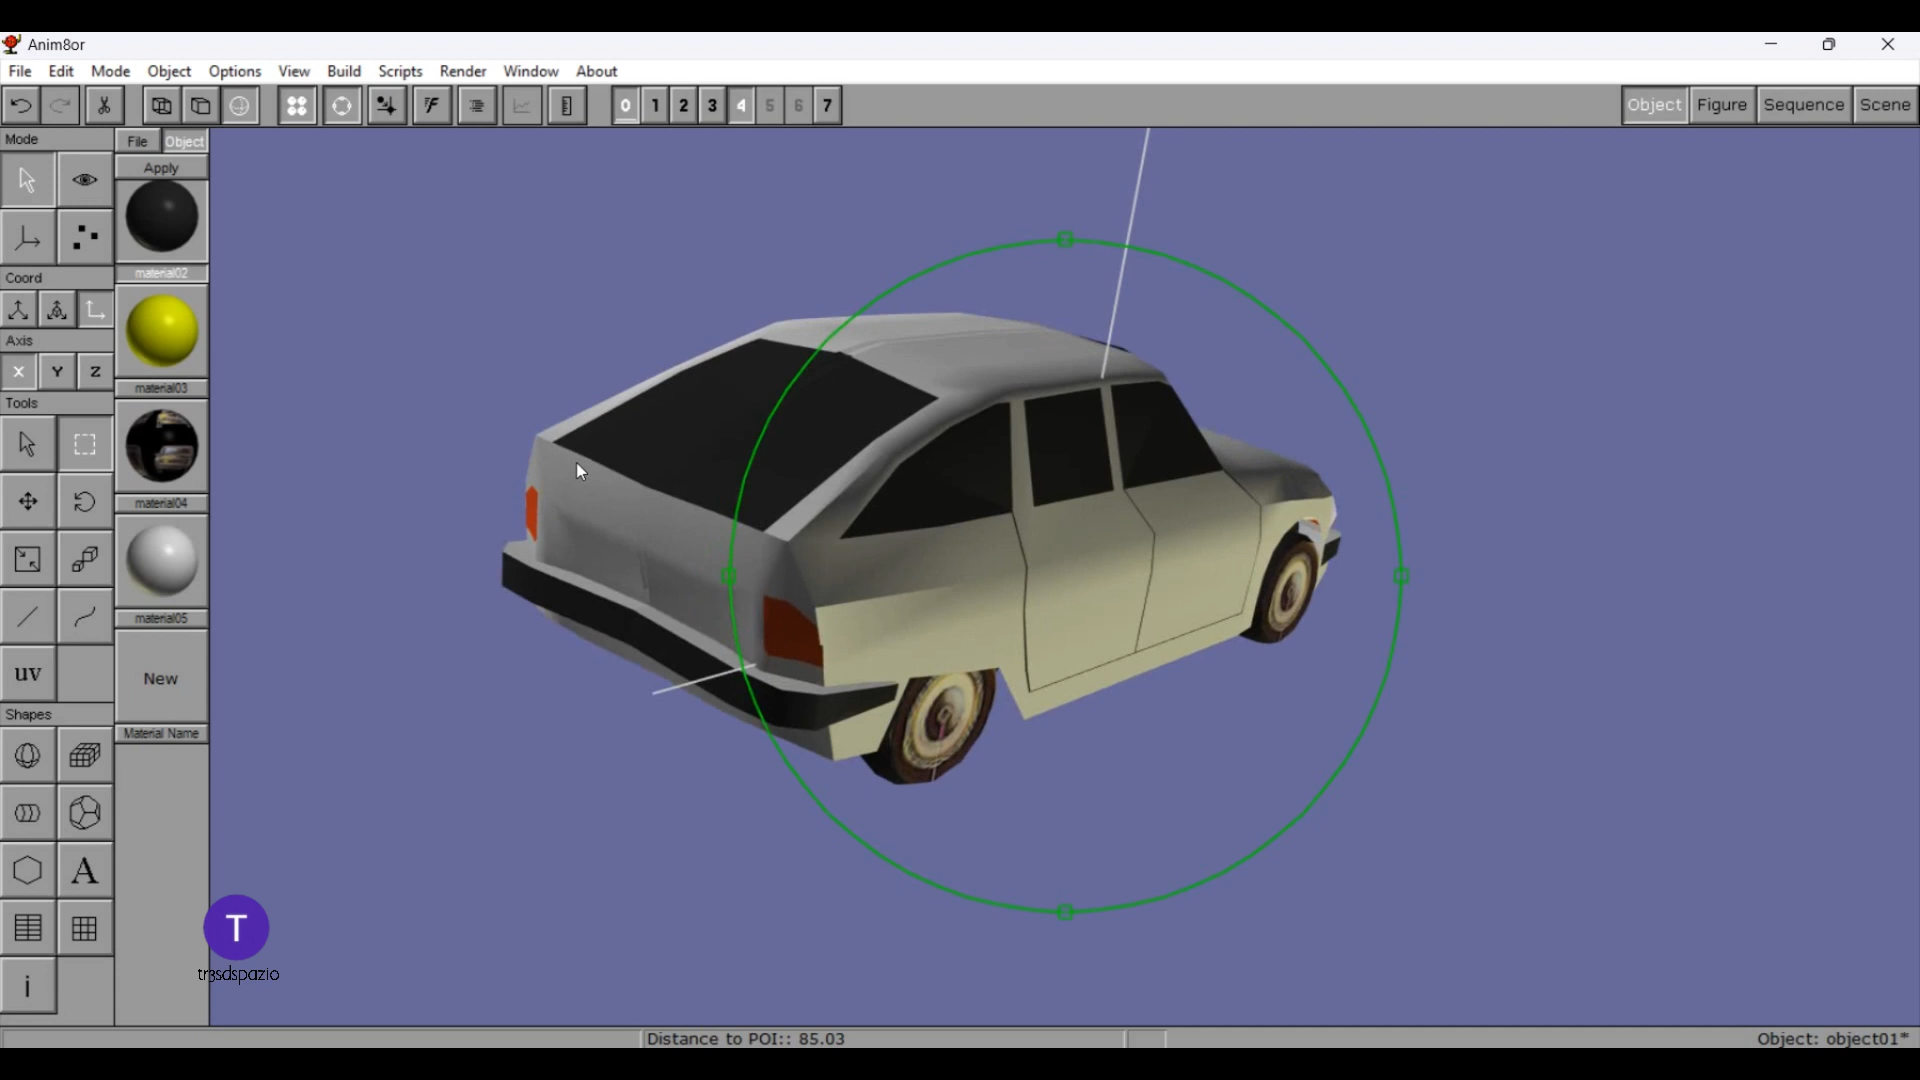 Anim8or
File Edit Mode Object Options View Build Scripts Render Window About
0 1 2 3 4 5 6 7
Object Figure Sequence Scene
Mode
File Object
Apply
material02
Coord
Axis
X Y Z
material03
Tools
material04
material05
uv
New
Shapes
Material Name
A
T
tr3sdspazio
i
Distance to POI:: 85.03
Object: object01*